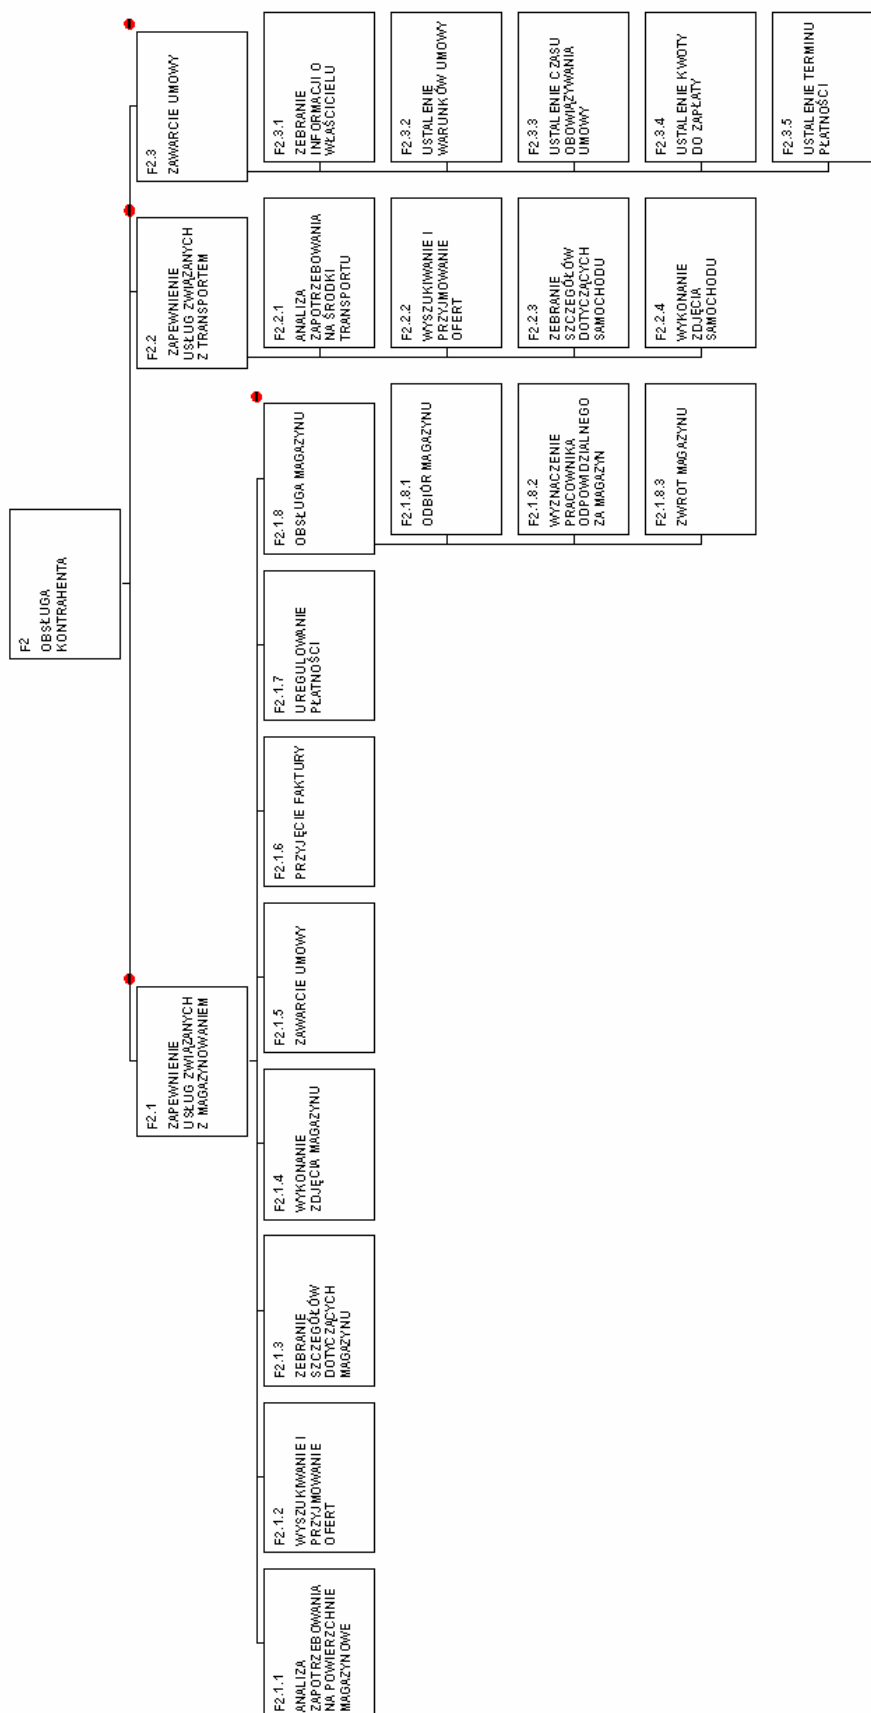 F2
OBSŁUGA
KONTRAHENTA
F2.1
ZAPEWNIENIE
USŁUG ZWIĄZANYCH
Z MAGAZYNOWANIEM
F2.1.1
ANALIZA
ZAPOTRZEBOWANIA
NA POWIERZCHNIE
MAGAZYNOWE
F2.1.2
WYSZUKIWANIE I
PRZYJMOWANIE
OFERT
F2.1.3
ZEBRANIE
SZCZEGÓŁÓW
DOTYCZĄCYCH
MAGAZYNU
F2.1.4
WYKONANIE
ZDJĘCIA MAGAZYNU
F2.1.5
ZAWARCIE UMOWY
F2.1.6
PRZYJĘCIE FAKTURY
F2.1.7
UREGULOWANIE
PŁATNOŚCI
F2.1.8
OBSŁUGA MAGAZYNU
F2.1.8.1
ODBIÓR MAGAZYNU
F2.1.8.2
WYZNACZENIE
PRACOWNIKA
ODPOWIDZIALNEGO
ZA MAGAZYN
F2.1.8.3
ZWROT MAGAZYNU
F2.2
ZAPEWNIENIE
USŁUG ZWIĄZANYCH
Z TRANSPORTEM
F2.2.1
ANALIZA
ZAPOTRZEBOWANIA
NA ŚRODKI
TRANSPORTU
F2.2.2
WYSZUKIWANIE I
PRZYJMOWANIE
OFERT
F2.2.3
ZEBRANIE
SZCZEGÓŁÓW
DOTYCZĄCYCH
SAMOCHODU
F2.2.4
WYKONANIE
ZDJĘCIA
SAMOCHODU
F2.3
ZAWARCIE UMOWY
F2.3.1
ZEBRANIE
INFORMACJI O
WŁAŚCICIELU
F2.3.2
USTALENIE
WARUNKÓW UMOWY
F2.3.3
USTALENIE CZASU
OBOWIĄZYWANIA
UMOWY
F2.3.4
USTALENIE KWOTY
DO ZAPŁATY
F2.3.5
USTALENIE TERMINU
PŁATNOŚCI